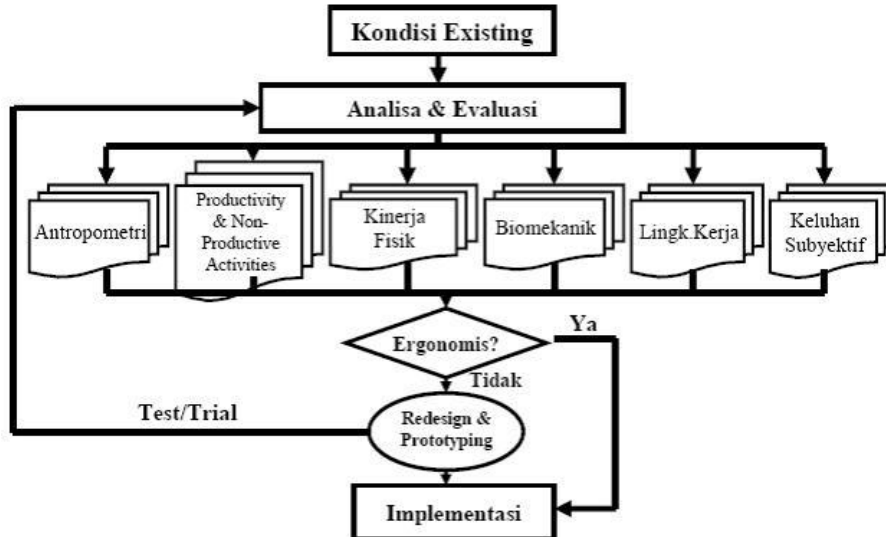 Kondisi Existing
Analisa & Evaluasi
Antropometri
Productivity
& Non-
Productive
Activities
Kinerja
Fisik
Biomekanik
Lingk.Kerja
Keluhan
Subyektif
Ergonomis?
Ya
Tidak
Test/Trial
Redesign &
Prototyping
Implementasi